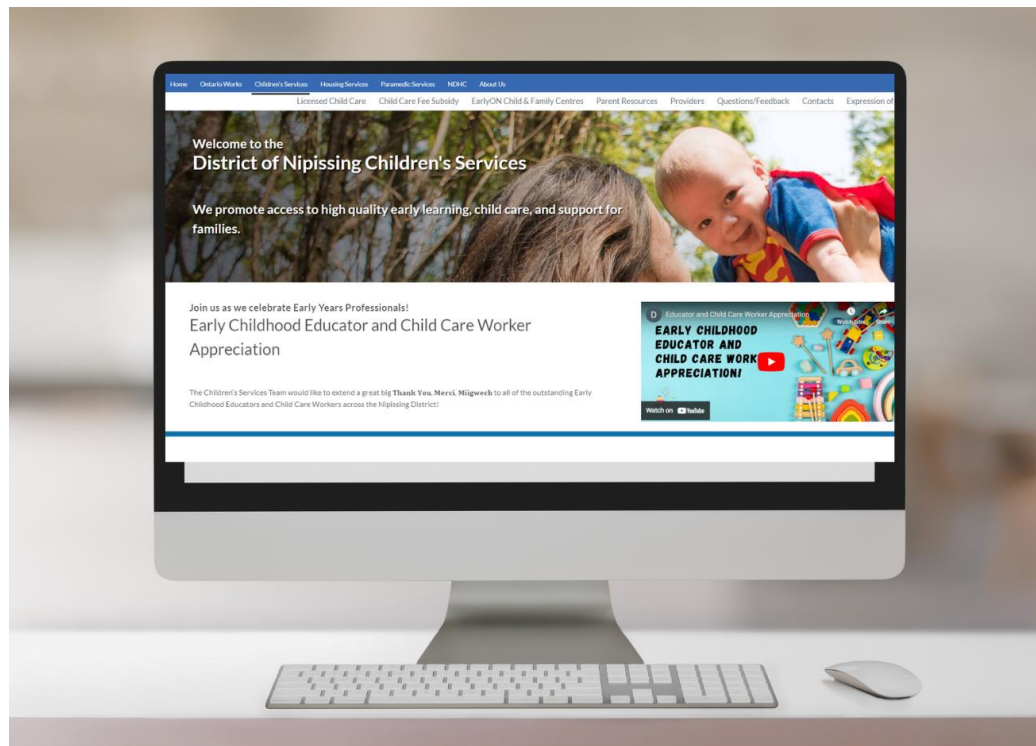 Home Ontario Works Children's Services Housing Services Paramedic Services NDHC About Us
Licensed Child Care Child Care Fee Subsidy EarlyON Child & Family Centres Parent Resources Providers Questions/Feedback Contacts Expression of
Welcome to the
District of Nipissing Children's Services
We promote access to high quality early learning, child care, and support for
families.
Join us as we celebrate Early Years Professionals!
Early Childhood Educator and Child Care Worker
Appreciation
The Children's Services Team would like to extend a great big Thank You, Merci, Miigwech to all of the outstanding Early
Childhood Educators and Child Care Workers across the Nipissing District!
D Educator and Child Care Worker Appreciation
Watch later Share
EARLY CHILDHOOD
EDUCATOR AND
CHILD CARE WORK
APPRECIATION!
Watch on YouTube